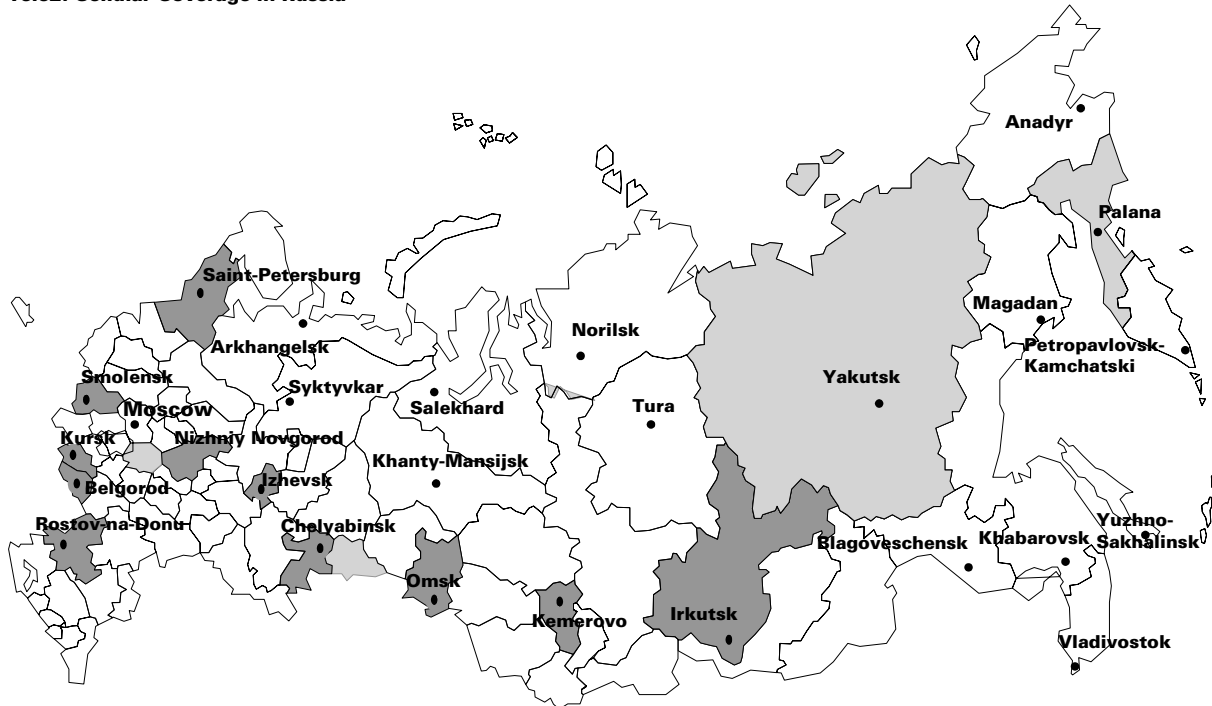 Anadyr
Palana
Saint-Petersburg
Magadan
Norilsk
Arkhangelsk
Petropavlovsk-
Kamchatski
Smolensk
Syktyvkar
Yakutsk
Salekhard
Tura
Moscow
Kursk
Nizhniy Novgorod
Khanty-Mansijsk
Izhevsk
Belgorod
Rostov-na-Donu
Chelyabinsk
Yuzhno-
Sakhalinsk
Blagoveschensk
Khabarovsk
Omsk
Kemerovo
Irkutsk
Vladivostok